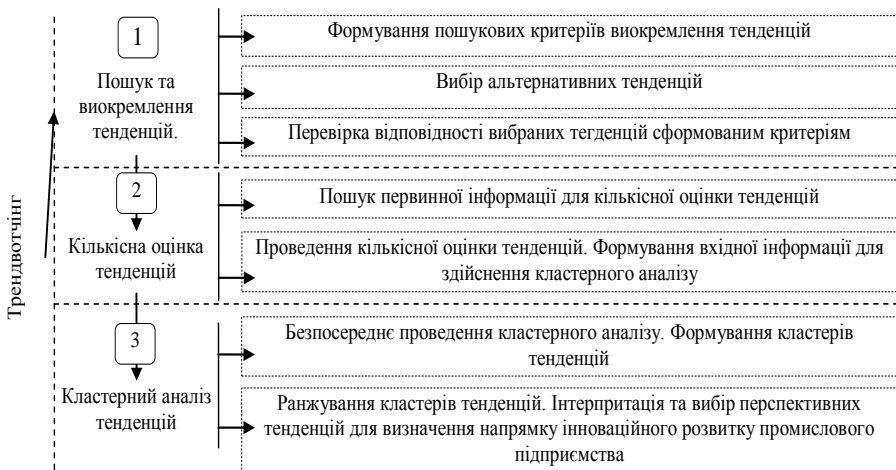 Трендвотчінг
1
Пошук та
виокремлення
тенденцій.
Формування пошукових критеріїв виокремлення тенденцій
Вибір альтернативних тенденцій
Перевірка відповідності вибраних тегденцій сформованим критеріям
2
Кількісна оцінка
тенденцій
Пошук первинної інформації для кількісної оцінки тенденцій
Проведення кількісної оцінки тенденцій. Формування вхідної інформації для
здійснення кластерного аналізу
3
Кластерний аналіз
тенденцій
Безпосереднє проведення кластерного аналізу. Формування кластерів
тенденцій
Ранжування кластерів тенденцій. Інтерпритація та вибір перспективних
тенденцій для визначення напрямку інноваційного розвитку промислового
підприємства